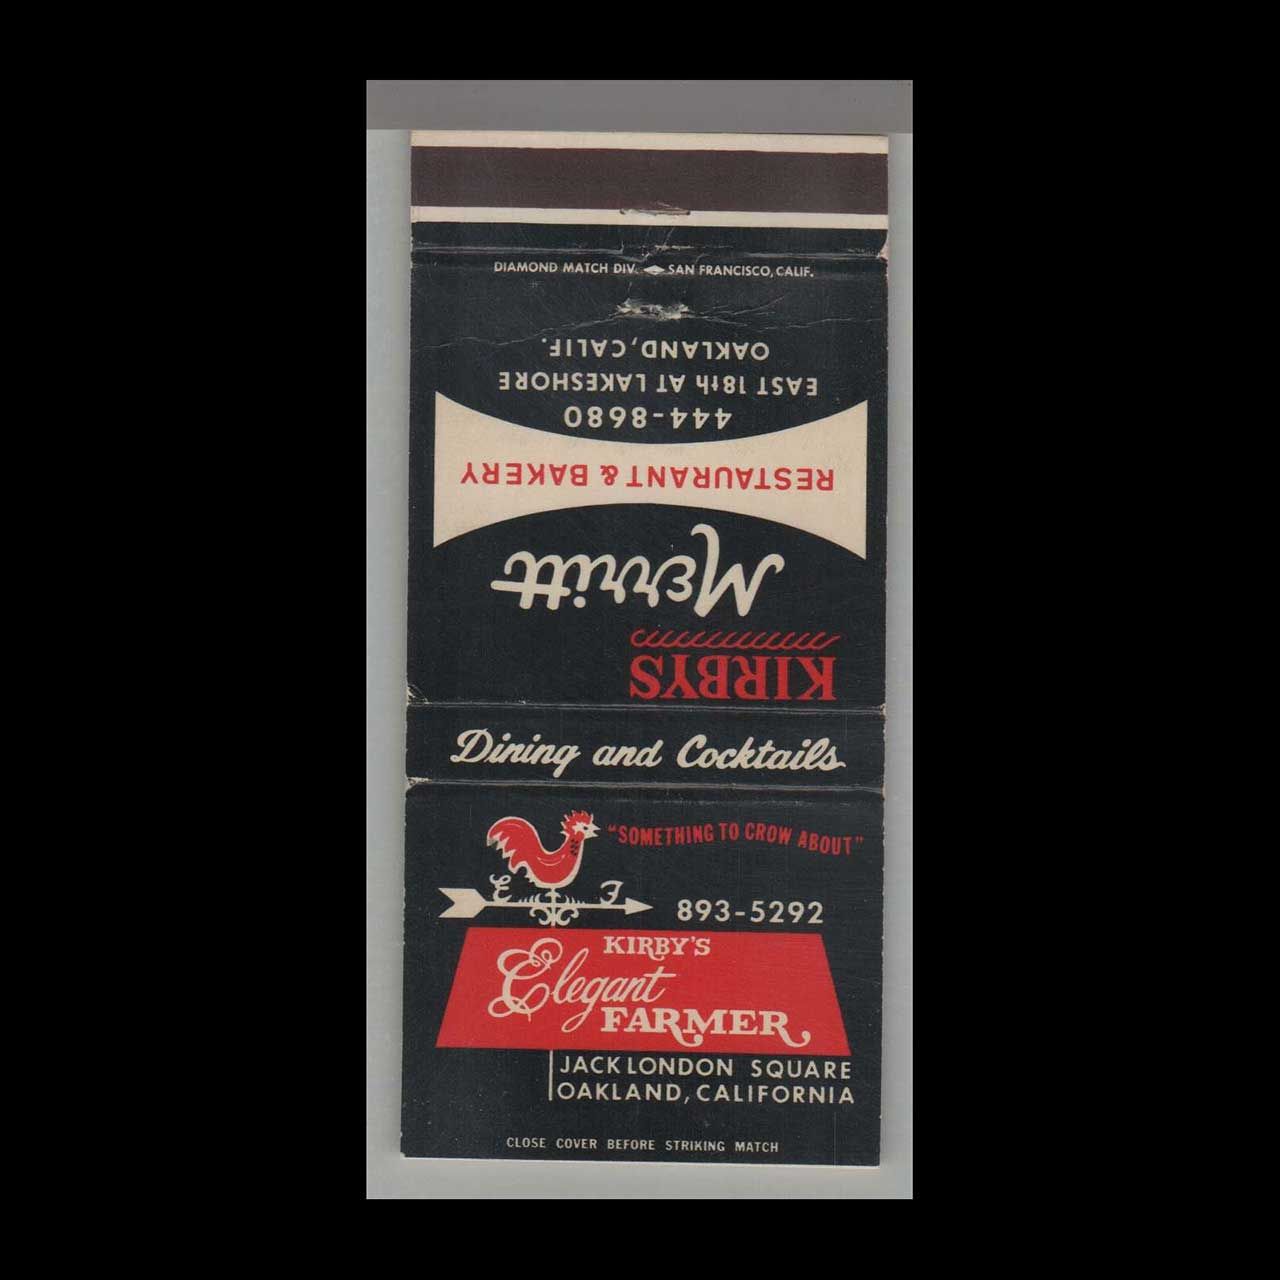 DIAMOND MATCH DIV. SAN FRANCISCO, CALIF.
KIRBYS
Merritt
RESTAURANT & BAKERY
444-8680
EAST 18th AT LAKESHORE
OAKLAND, CALIF.
Dining and Cocktails
"SOMETHING TO CROW ABOUT"
E F
893-5292
KIRBY'S
Elegant
FARMER
JACK LONDON SQUARE
OAKLAND, CALIFORNIA
CLOSE COVER BEFORE STRIKING MATCH